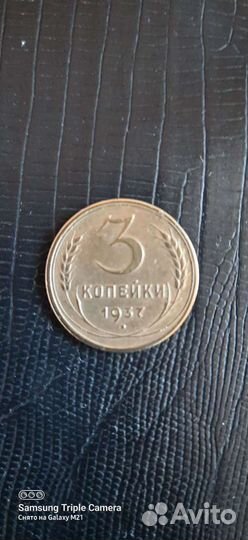 3
КОПЕЙКИ
1937
Samsung Triple Camera
Снято на Galaxy M21
Avito